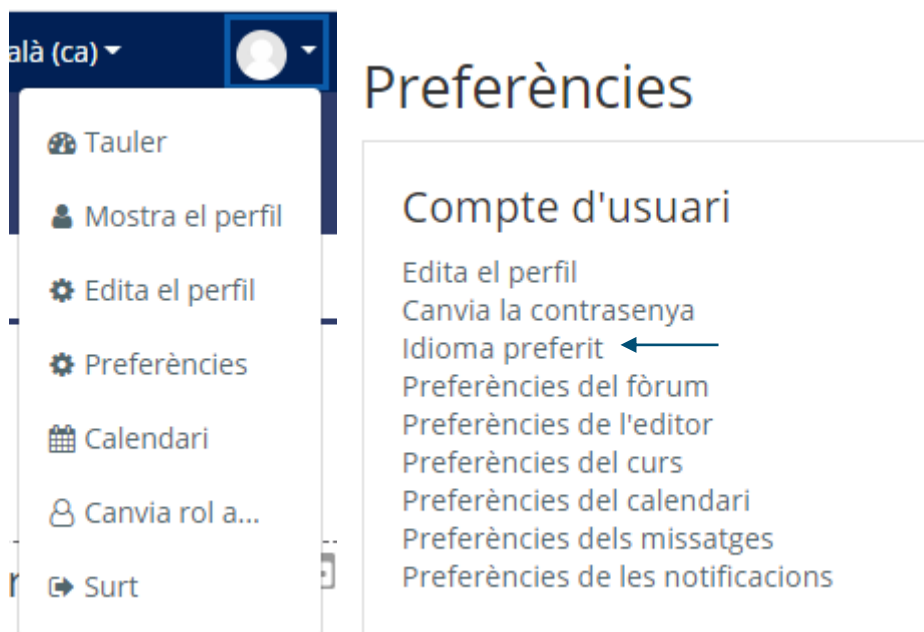 alà (ca)
Tauler
Mostra el perfil
Edita el perfil
Preferències
Calendari
Canvia rol a...
Surt
Preferències
Compte d'usuari
Edita el perfil
Canvia la contrasenya
Idioma preferit
Preferències del fòrum
Preferències de l'editor
Preferències del curs
Preferències del calendari
Preferències dels missatges
Preferències de les notificacions